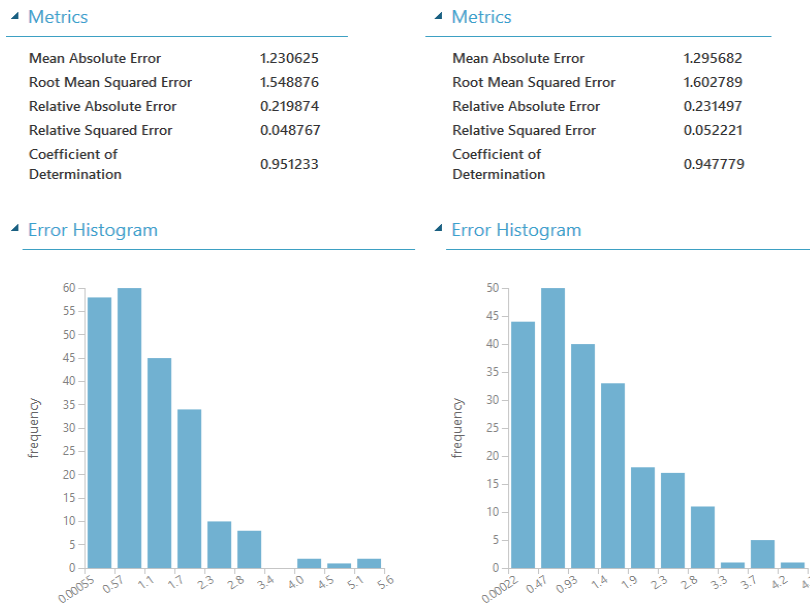 Metrics
Mean Absolute Error 1.230625
Root Mean Squared Error 1.548876
Relative Absolute Error 0.219874
Relative Squared Error 0.048767
Coefficient of
Determination 0.951233
Error Histogram
60
55
50
45
40
35
30
25
20
15
10
5
0
frequency
0.00055 0.57 1.1 1.7 2.3 2.8 3.4 4.0 4.5 5.1 5.6
Metrics
Mean Absolute Error 1.295682
Root Mean Squared Error 1.602789
Relative Absolute Error 0.231497
Relative Squared Error 0.052221
Coefficient of
Determination 0.947779
Error Histogram
50
45
40
35
30
25
20
15
10
5
0
frequency
0.00022 0.47 0.93 1.4 1.9 2.3 2.8 3.3 3.7 4.2